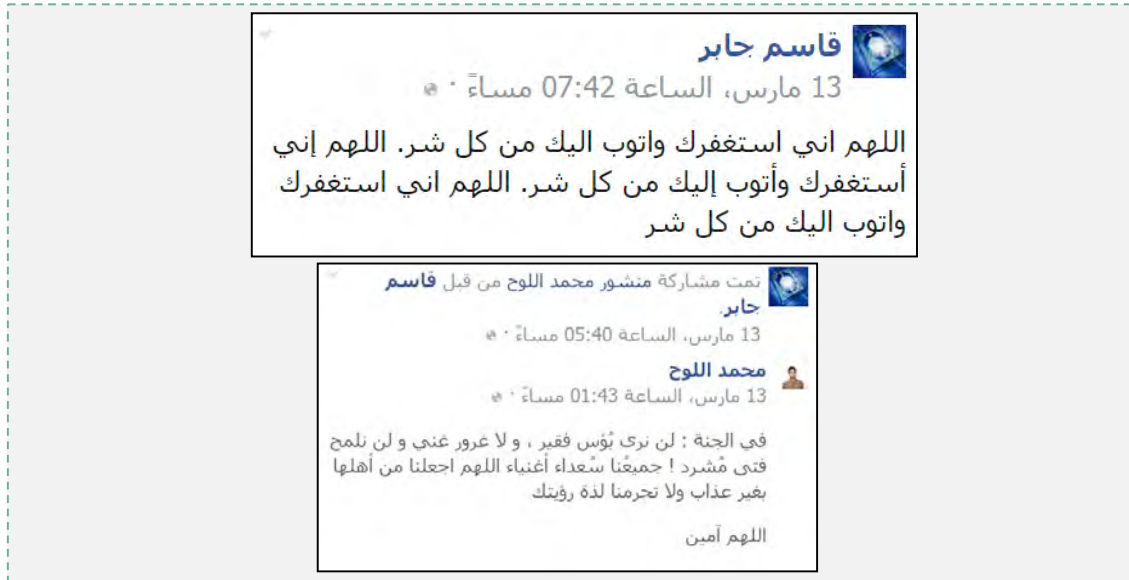 قاسم جابر
13 مارس، الساعة 07:42 مساءً ·
اللهم اني استغفرك واتوب اليك من كل شر. اللهم إني
أستغفرك وأتوب إليك من كل شر. اللهم اني استغفرك
واتوب اليك من كل شر
تمت مشاركة منشور محمد اللوح من قبل قاسم
جابر.
13 مارس، الساعة 05:40 مساءً ·
محمد اللوح
13 مارس، الساعة 01:43 مساءً ·
في الجنة : لن نرى بُؤس فقير ، و لا غرور غني و لن نلمح
فتى مُشرد ! جميعُنا سُعداء أغنياء اللهم اجعلنا من أهلها
بغير عذاب ولا تحرمنا لذة رؤيتك
اللهم آمين